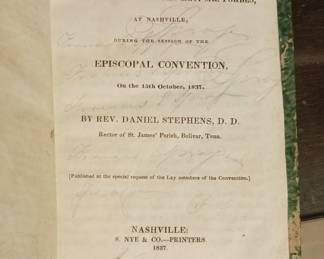 FORBES,
AT NASHVILLE,
DURING THE SESSION OF THE
EPISCOPAL CONVENTION,
On the 15th October, 1837.
BY REV. DANIEL STEPHENS, D. D.
Rector of St. James' Parish, Bolivar, Tenn.
[Published at the special request of the Lay members of the Convention.]
NASHVILLE:
S. NYE & CO.—PRINTERS.
1837.